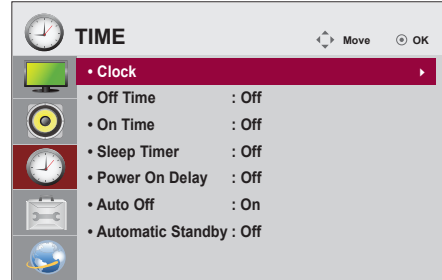 TIME
Move OK
• Clock
• Off Time : Off
• On Time : Off
• Sleep Timer : Off
• Power On Delay : Off
• Auto Off : On
• Automatic Standby : Off